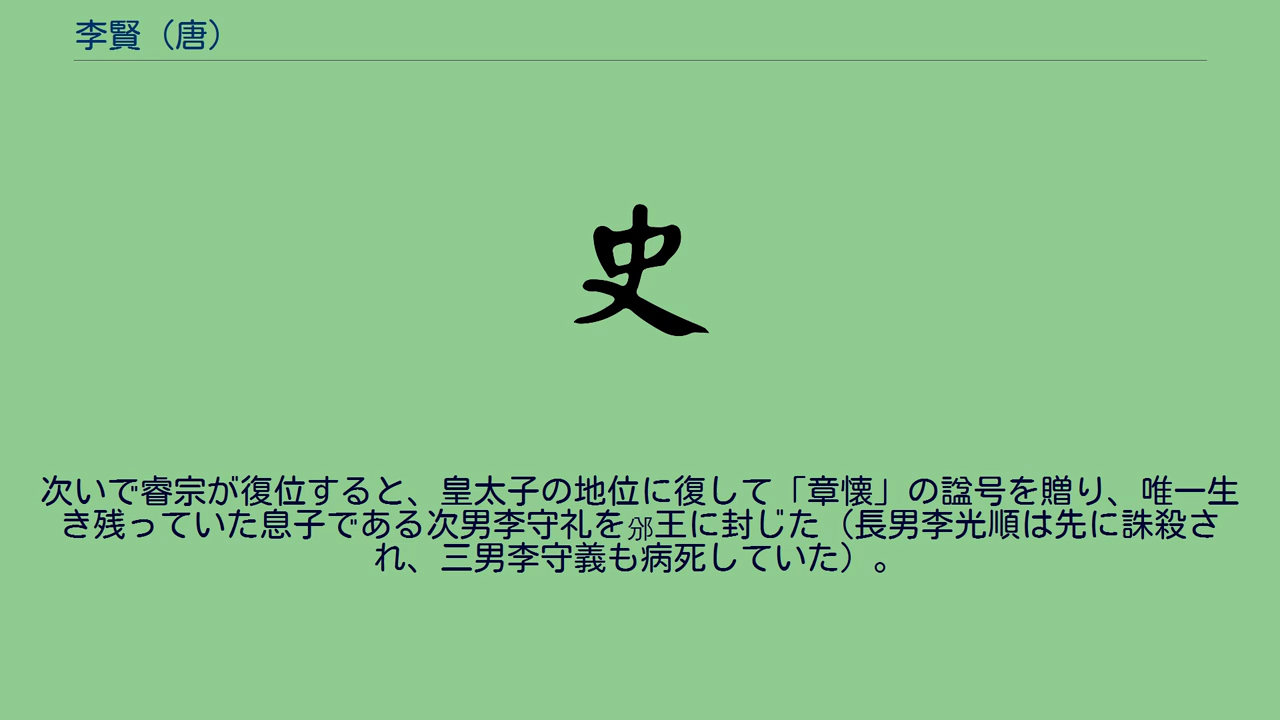 李賢（唐）
史
次いで睿宗が復位すると、皇太子の地位に復して「章懐」の諡号を贈り、唯一生
き残っていた息子である次男李守礼を邠王に封じた（長男李光順は先に誅殺さ
れ、三男李守義も病死していた）。